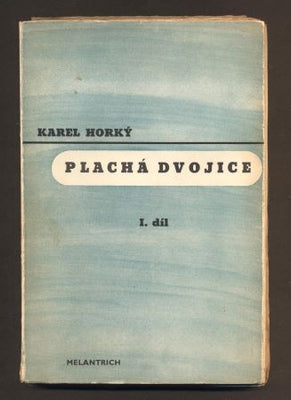 KAREL HORKÝ
PLACHÁ DVOJICE
I. díl
MELANTRICH